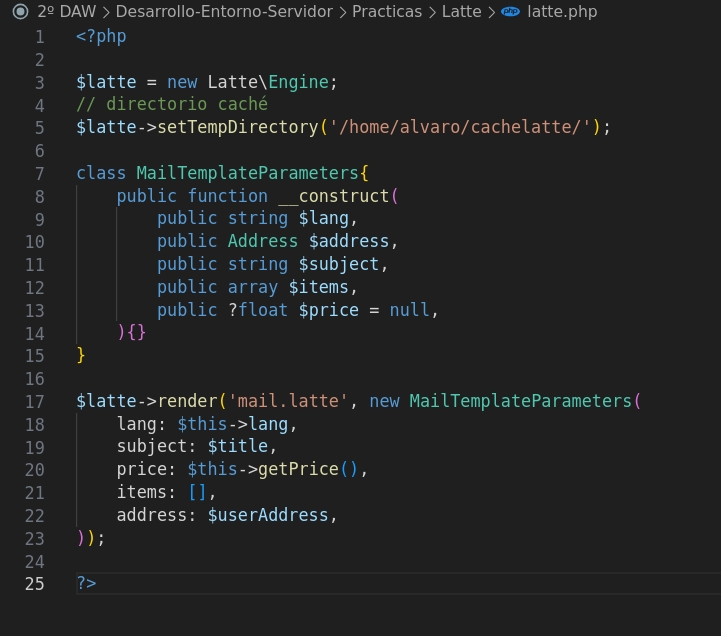 2º DAW > Desarrollo-Entorno-Servidor > Practicas > Latte > php latte.php
1 <?php
2
3 $latte = new Latte\Engine;
4 // directorio caché
5 $latte->setTempDirectory('/home/alvaro/cachelatte/');
6
7 class MailTemplateParameters{
8     public function __construct(
9         public string $lang,
10         public Address $address,
11         public string $subject,
12         public array $items,
13         public ?float $price = null,
14     ){}
15 }
16
17 $latte->render('mail.latte', new MailTemplateParameters(
18     lang: $this->lang,
19     subject: $title,
20     price: $this->getPrice(),
21     items: [],
22     address: $userAddress,
23 ));
24
25 ?>